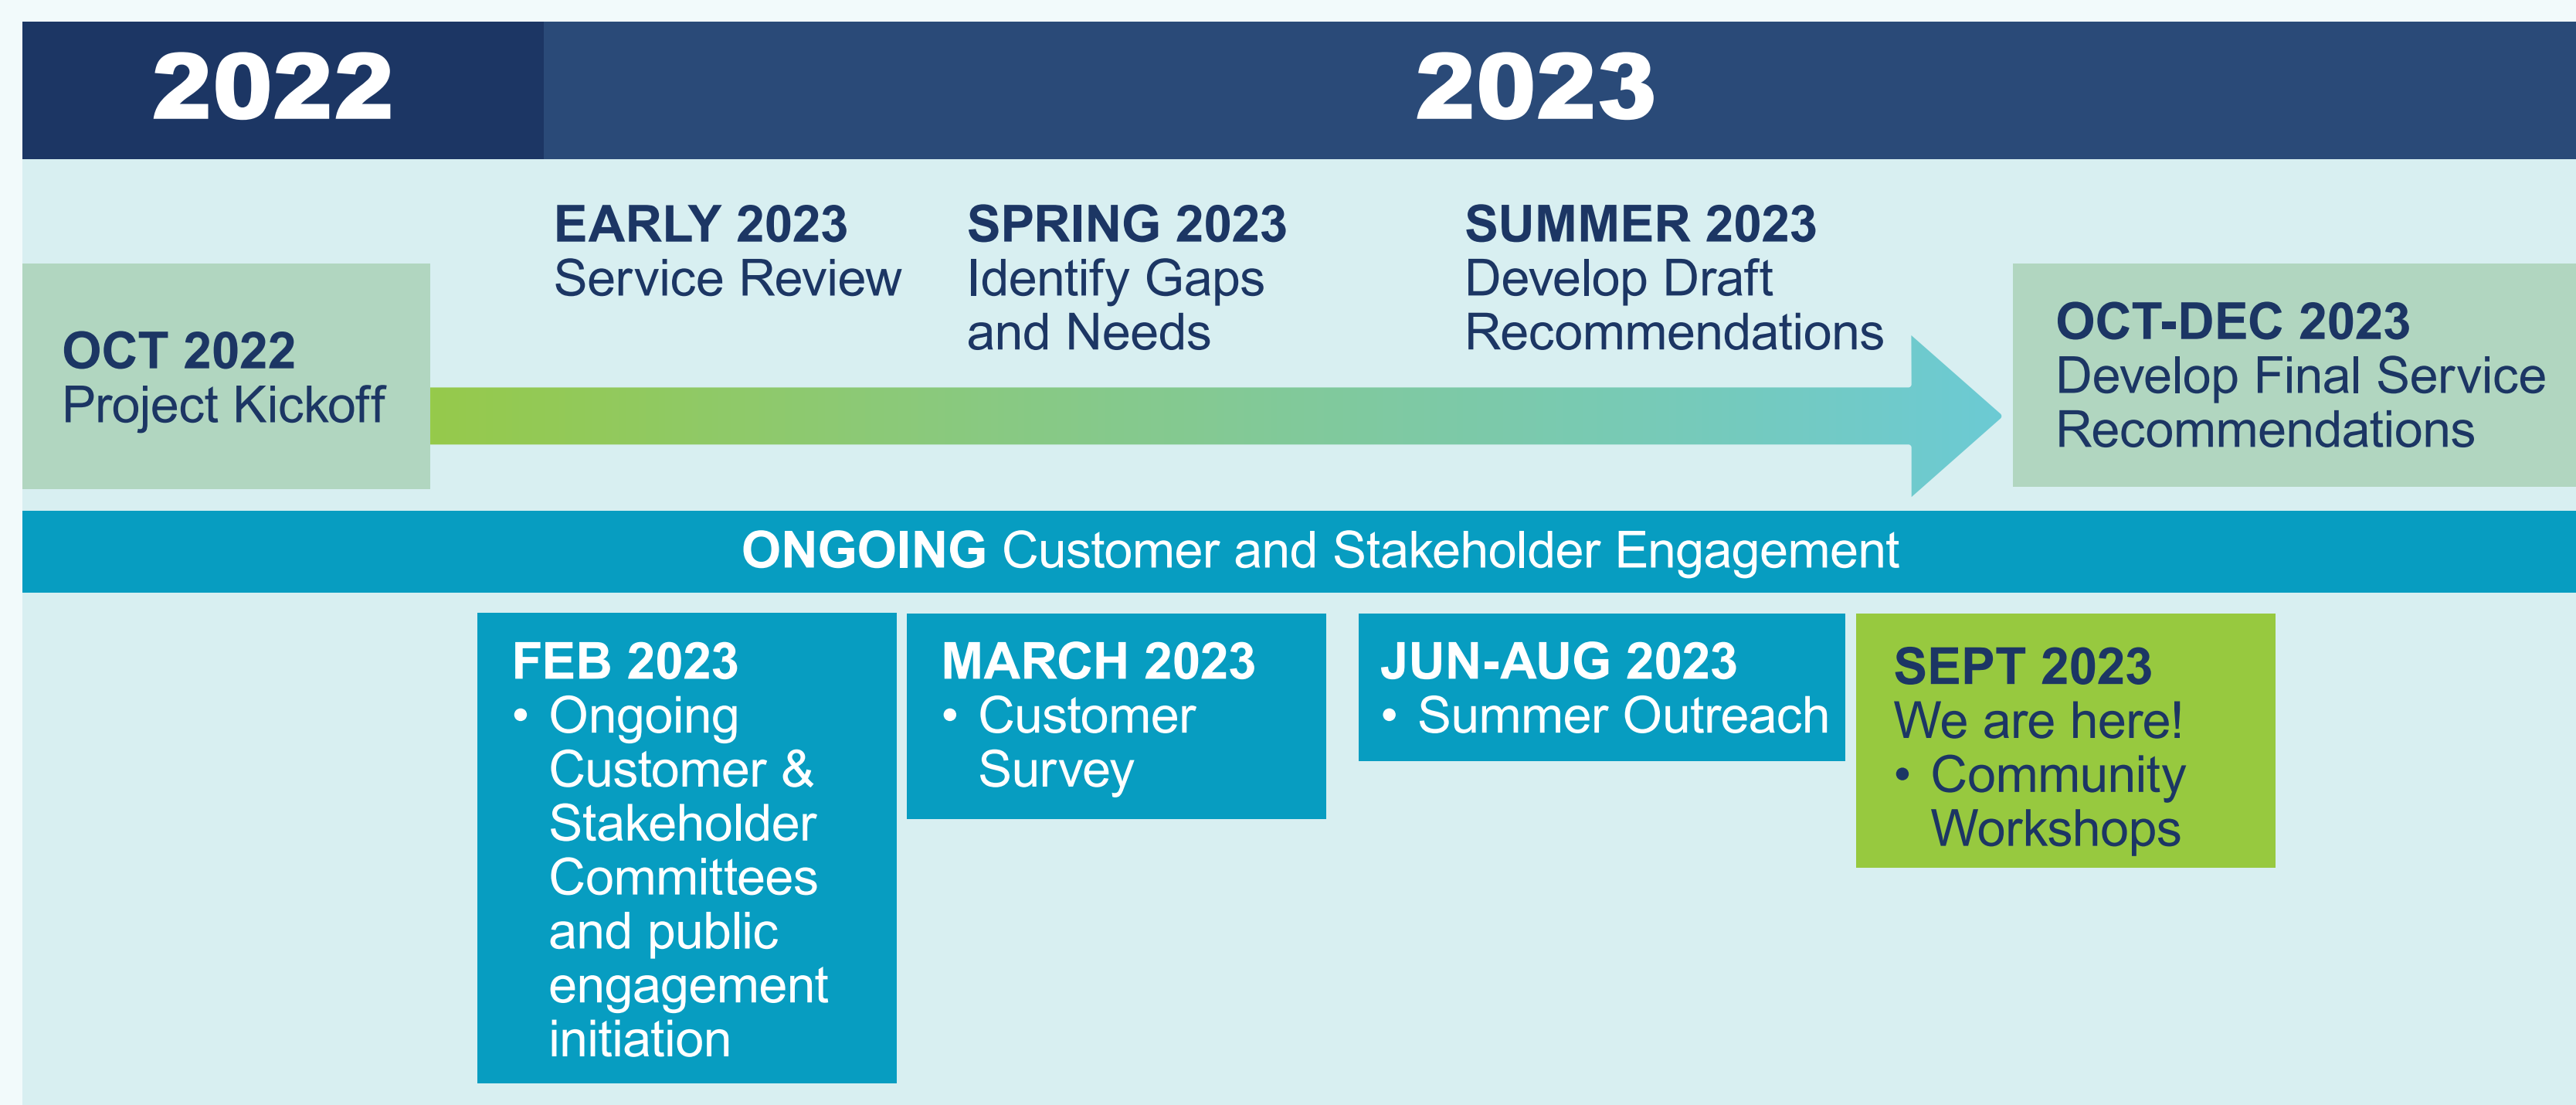 2022
2023
OCT 2022
Project Kickoff
EARLY 2023
Service Review
SPRING 2023
Identify Gaps
and Needs
SUMMER 2023
Develop Draft
Recommendations
OCT-DEC 2023
Develop Final Service
Recommendations
ONGOING Customer and Stakeholder Engagement
FEB 2023
• Ongoing
Customer &
Stakeholder
Committees
and public
engagement
initiation
MARCH 2023
• Customer
Survey
JUN-AUG 2023
• Summer Outreach
SEPT 2023
We are here!
• Community
Workshops